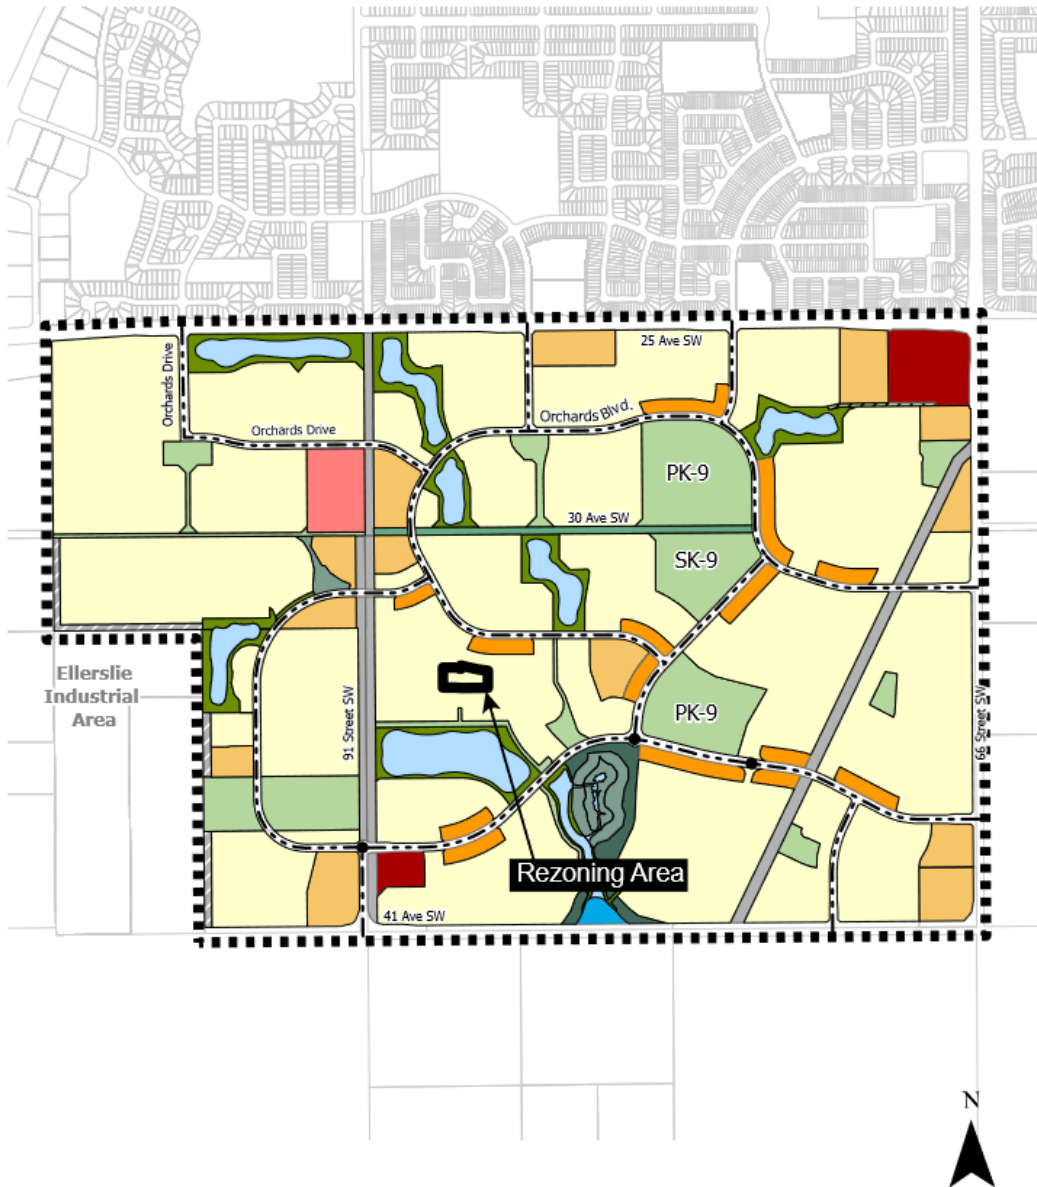 25 Ave SW
Orchards Drive
Orchards Blvd.
Orchards Drive
PK-9
30 Ave SW
SK-9
Ellerslie
Industrial
Area
91 Street SW
PK-9
66 Street SW
Rezoning Area
41 Ave SW
N